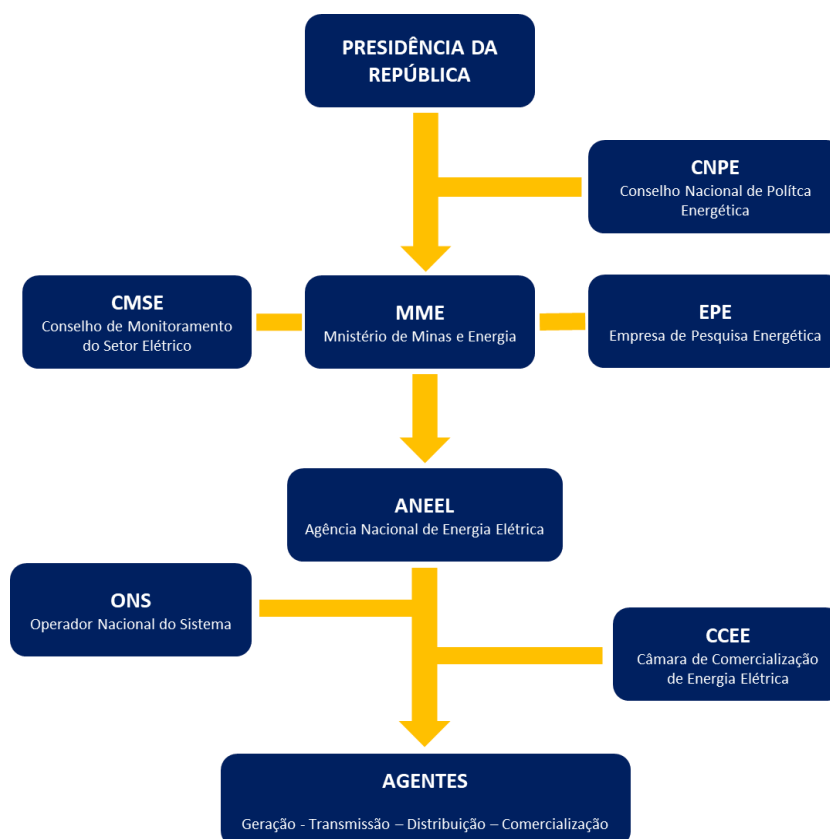 PRESIDÊNCIA DA
REPÚBLICA
CNPE
Conselho Nacional de Polítca
Energética
CMSE
Conselho de Monitoramento
do Setor Elétrico
MME
Mnistério de Minas e Energia
EPE
Empresa de Pesquisa Energética
ANEEL
Agência Nacional de Energia Elétrica
ONS
Operador Nacional do Sistema
CCEE
Câmara de Comercialização
de Energia Elétrica
AGENTES
Geração - Transmissão – Distribuição – Comercialização